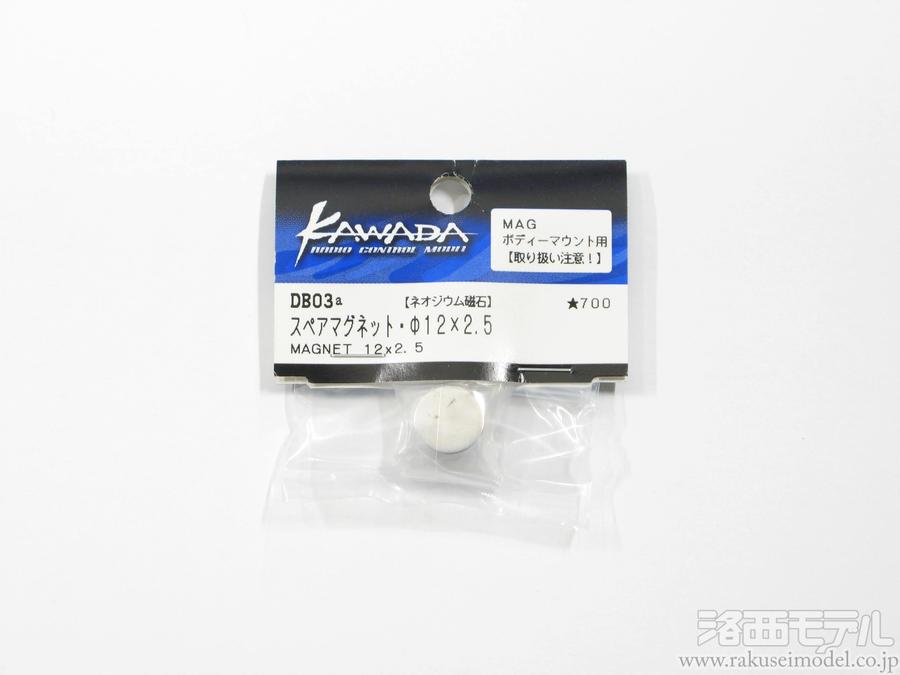 KAWADA
RADIO CONTROL MODEL
MAG
ボディーマウント用
【取り扱い注意!】
DB03a 【ネオジウム磁石】 ★700
スペアマグネット・Φ12×2.5
MAGNET 12x2.5
洛西モデル
www.rakuseimodel.co.jp